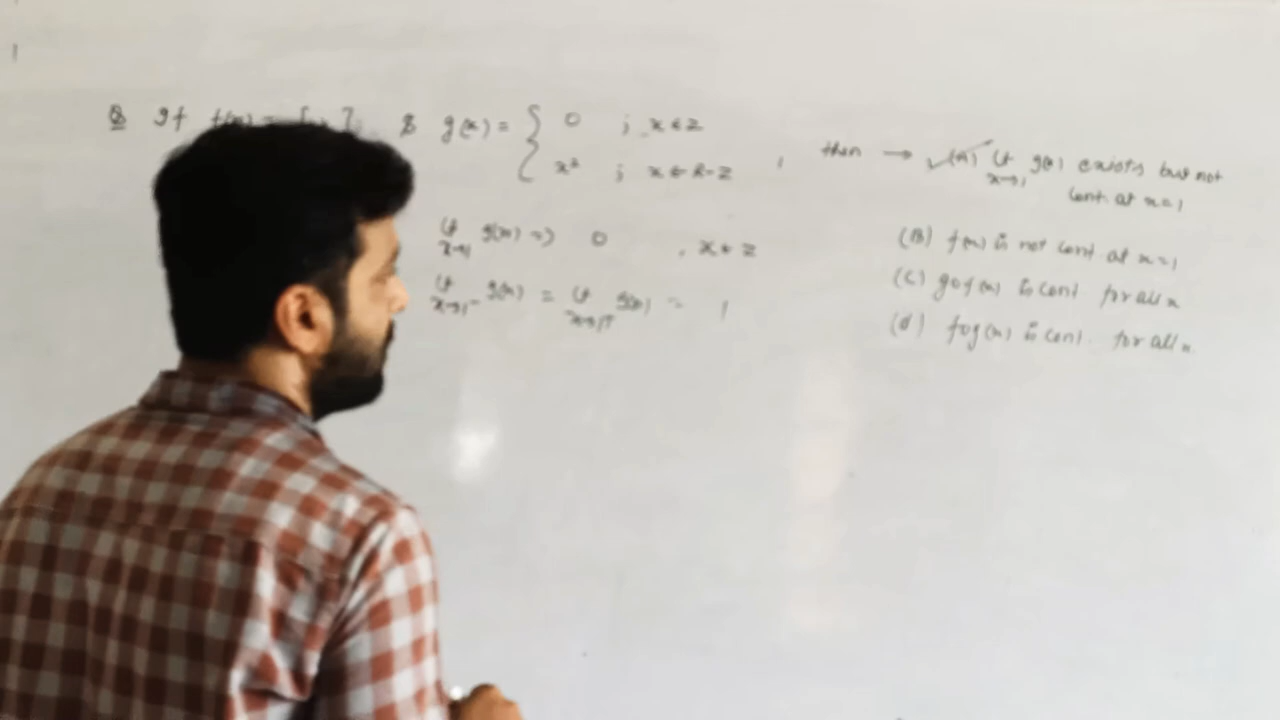 Q If f(x) = [x] & g(x) = { 0 ; x ∈ Z
x² ; x ∈ R-Z , then →
(A) lt x→1 g(x) exists but not
cont. at x=1
(B) f(x) is not cont at x=1
(C) gof(x) is cont for all x
(d) fog(x) is cont. for all x.
lt x→1 g(x) => 0 , x ∈ Z
lt x→1⁻ g(x) = lt x→1⁺ g(x) = 1